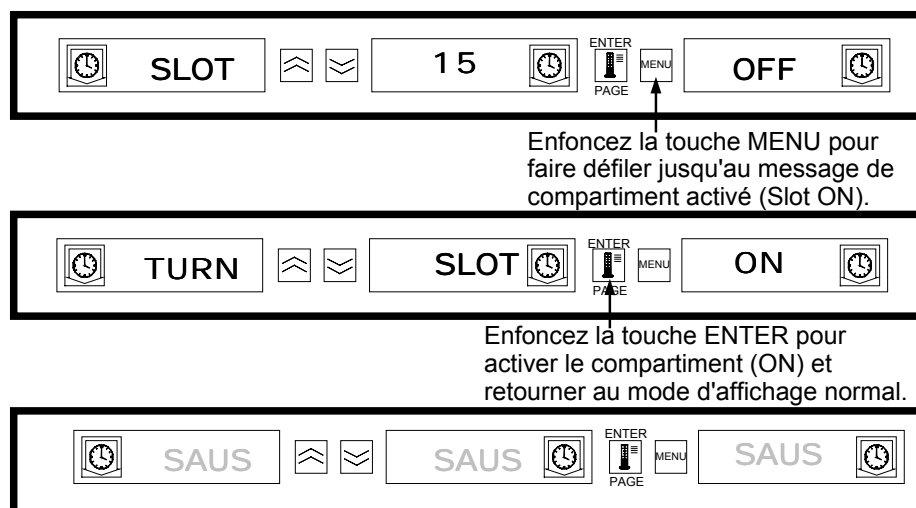 ENTER
SLOT 15 MENU OFF
PAGE
Enfoncez la touche MENU pour
faire défiler jusqu'au message de
compartiment activé (Slot ON).
ENTER
TURN SLOT MENU ON
PAGE
Enfoncez la touche ENTER pour
activer le compartiment (ON) et
retourner au mode d'affichage normal.
ENTER
SAUS SAUS MENU SAUS
PAGE